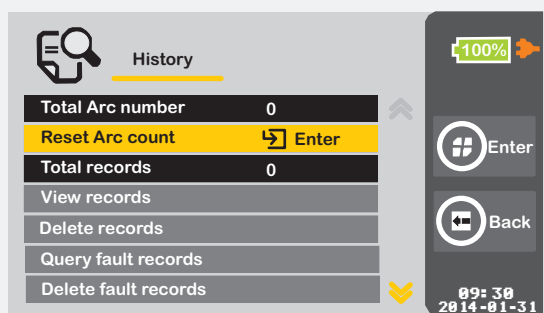 History
100%
Total Arc number 0
Reset Arc count Enter
Total records 0
View records
Delete records
Query fault records
Delete fault records
Enter
Back
09:30
2014-01-31